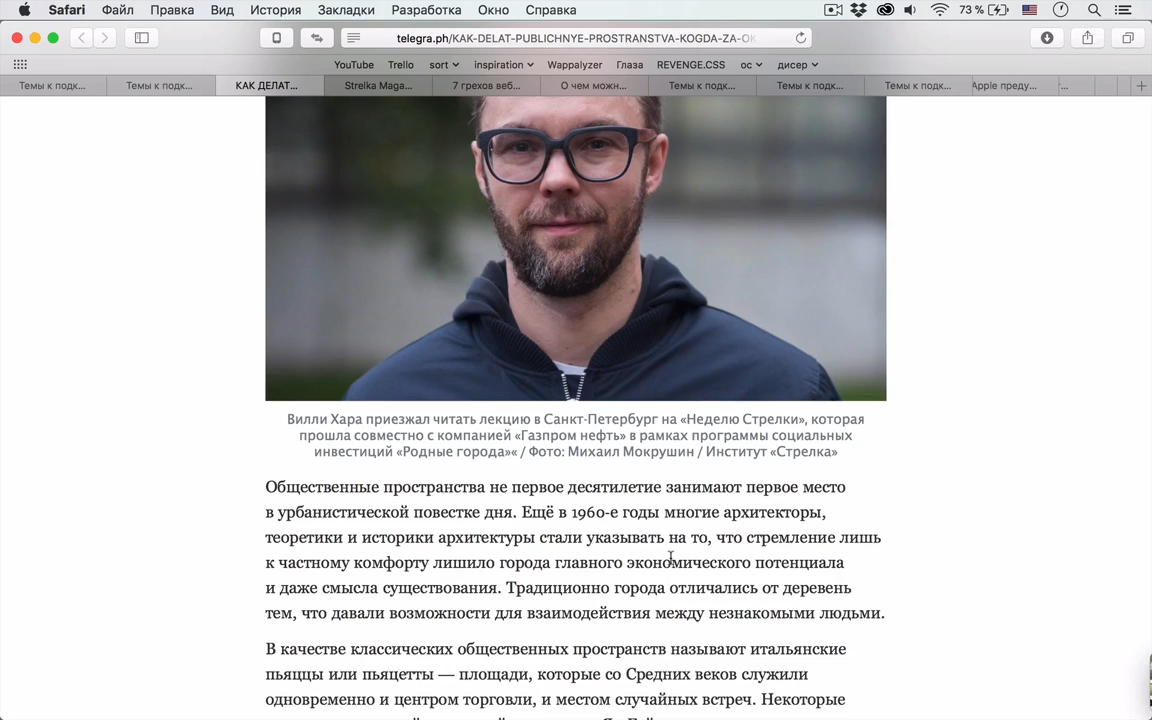 Safari Файл Правка Вид История Закладки Разработка Окно Справка 73 %
telegra.ph/KAK-DELAT-PUBLICHNYE-PROSTRANSTVA-KOGDA-ZA-OK
YouTube Trello sort inspiration Wappalyzer Глаза REVENGE.CSS ос дисер
Темы к подк... Темы к подк... КАК ДЕЛАТ... Strelka Maga... 7 грехов веб... О чем можн... Темы к подк... Темы к подк... Темы к подк... Apple преду...
Вилли Хара приезжал читать лекцию в Санкт-Петербург на «Неделю Стрелки», которая
прошла совместно с компанией «Газпром нефть» в рамках программы социальных
инвестиций «Родные города»« / Фото: Михаил Мокрушин / Институт «Стрелка»
Общественные пространства не первое десятилетие занимают первое место
в урбанистической повестке дня. Ещё в 1960-е годы многие архитекторы,
теоретики и историки архитектуры стали указывать на то, что стремление лишь
к частному комфорту лишило города главного экономического потенциала
и даже смысла существования. Традиционно города отличались от деревень
тем, что давали возможности для взаимодействия между незнакомыми людьми.
В качестве классических общественных пространств называют итальянские
пьяццы или пьяцетты — площади, которые со Средних веков служили
одновременно и центром торговли, и местом случайных встреч. Некоторые